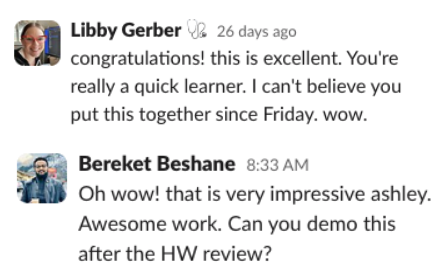 Libby Gerber 26 days ago
congratulations! this is excellent. You're
really a quick learner. I can't believe you
put this together since Friday. wow.
Bereket Beshane 8:33 AM
Oh wow! that is very impressive ashley.
Awesome work. Can you demo this
after the HW review?